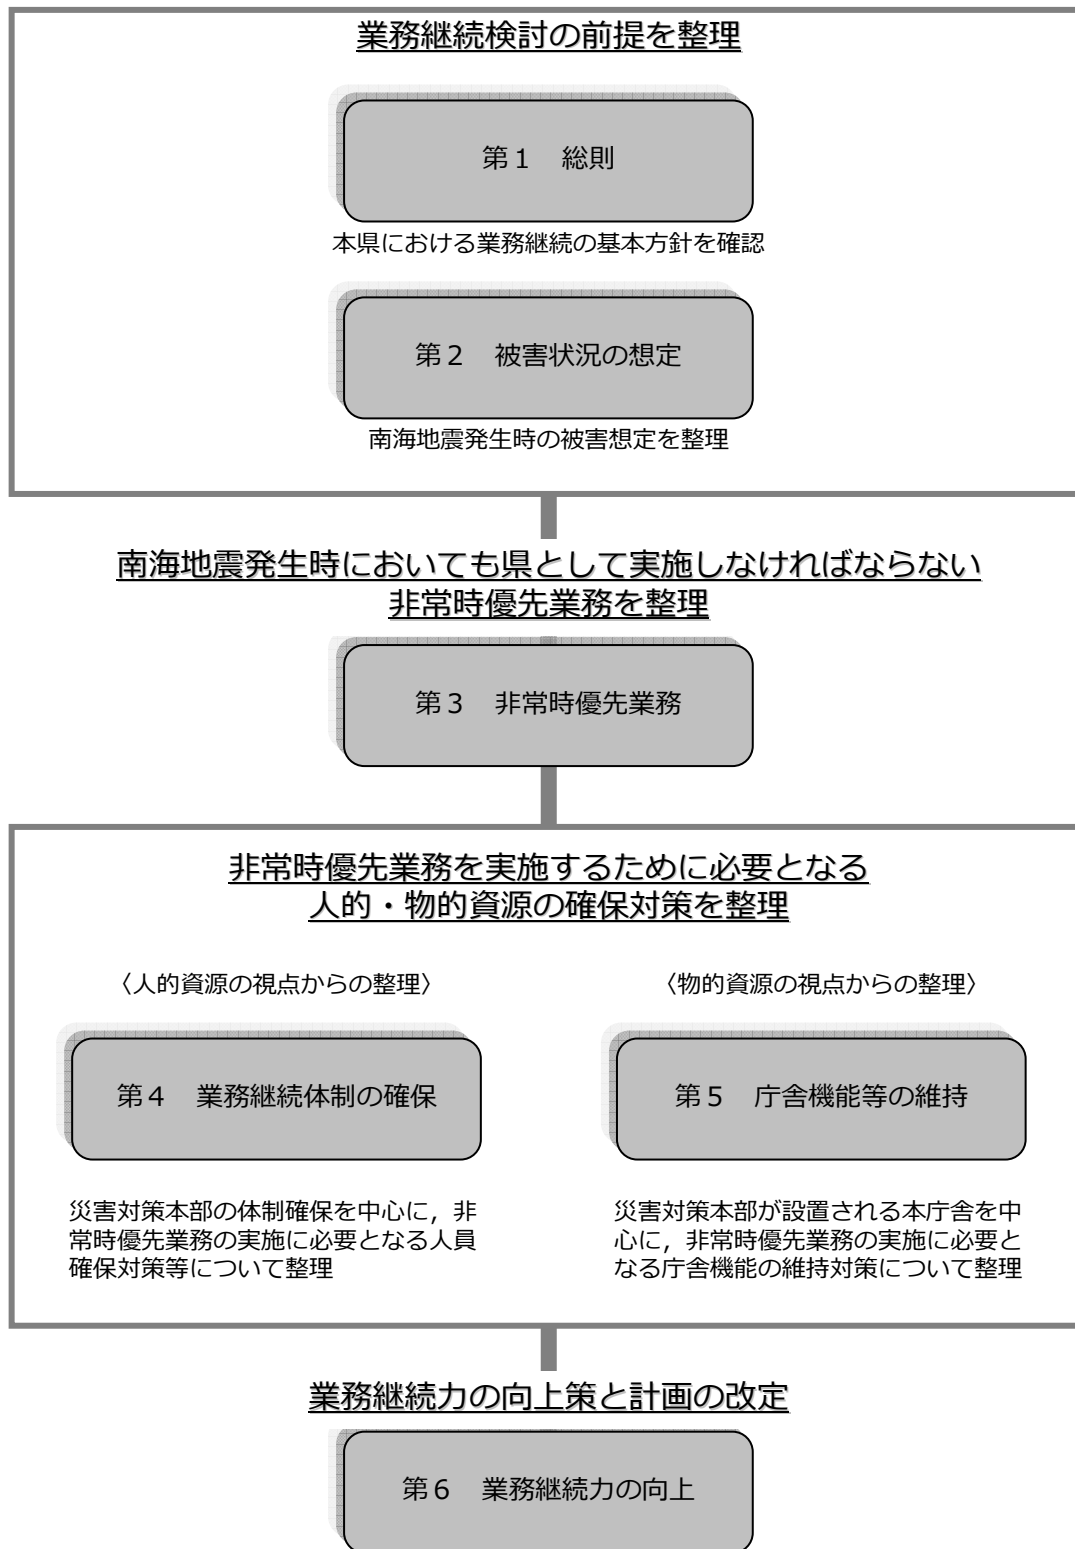 業務継続検討の前提を整理
第1　総則
本県における業務継続の基本方針を確認
第2　被害状況の想定
南海地震発生時の被害想定を整理
南海地震発生時においても県として実施しなければならない
非常時優先業務を整理
第3　非常時優先業務
非常時優先業務を実施するために必要となる
人的・物的資源の確保対策を整理
〈人的資源の視点からの整理〉
第4　業務継続体制の確保
災害対策本部の体制確保を中心に，非
常時優先業務の実施に必要となる人員
確保対策等について整理
〈物的資源の視点からの整理〉
第5　庁舎機能等の維持
災害対策本部が設置される本庁舎を中
心に，非常時優先業務の実施に必要と
なる庁舎機能の維持対策について整理
業務継続力の向上策と計画の改定
第6　業務継続力の向上